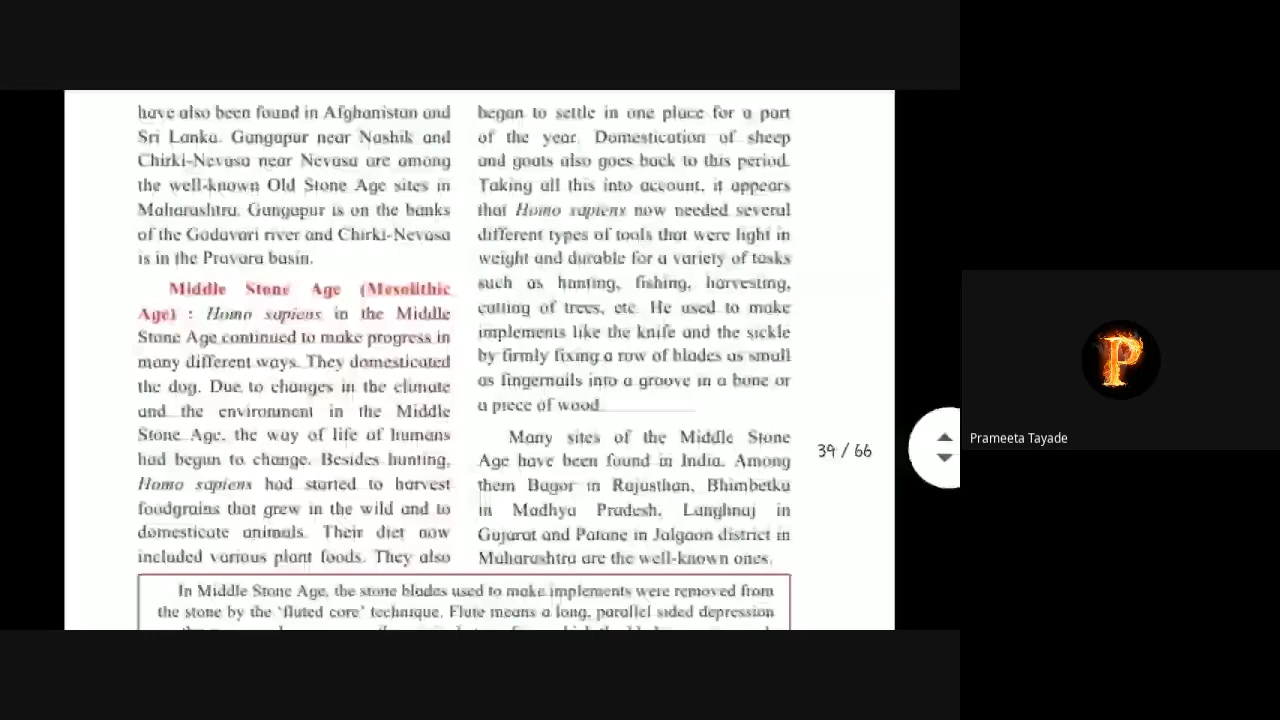 have also been found in Afghanistan and
Sri Lanka. Gangapur near Nashik and
Chirki-Nevasa near Nevasa are among
the well-known Old Stone Age sites in
Maharashtra. Gangapur is on the banks
of the Godavari river and Chirki-Nevasa
is in the Pravara basin.
Middle Stone Age (Mesolithic
Age) : Homo sapiens in the Middle
Stone Age continued to make progress in
many different ways. They domesticated
the dog. Due to changes in the climate
and the environment in the Middle
Stone Age, the way of life of humans
had begun to change. Besides hunting,
Homo sapiens had started to harvest
foodgrains that grew in the wild and to
domesticate animals. Their diet now
included various plant foods. They also
began to settle in one place for a part
of the year. Domestication of sheep
and goats also goes back to this period.
Taking all this into account, it appears
that Homo sapiens now needed several
different types of tools that were light in
weight and durable for a variety of tasks
such as hunting, fishing, harvesting,
cutting of trees, etc. He used to make
implements like the knife and the sickle
by firmly fixing a row of blades as small
as fingernails into a groove in a bone or
a piece of wood.
Many sites of the Middle Stone
Age have been found in India. Among
them Bagor in Rajasthan, Bhimbetka
in Madhya Pradesh, Langhnaj in
Gujarat and Patane in Jalgaon district in
Maharashtra are the well-known ones.
In Middle Stone Age, the stone blades used to make implements were removed from
the stone by the ‘fluted core’ technique. Flute means a long, parallel sided depression
39 / 66
P
Prameeta Tayade